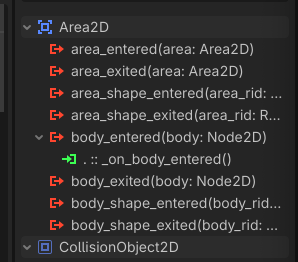 Area2D
area_entered(area: Area2D)
area_exited(area: Area2D)
area_shape_entered(area_rid: ...
area_shape_exited(area_rid: R...
body_entered(body: Node2D)
. :: _on_body_entered()
body_exited(body: Node2D)
body_shape_entered(body_rid...
body_shape_exited(body_rid: ...
CollisionObject2D